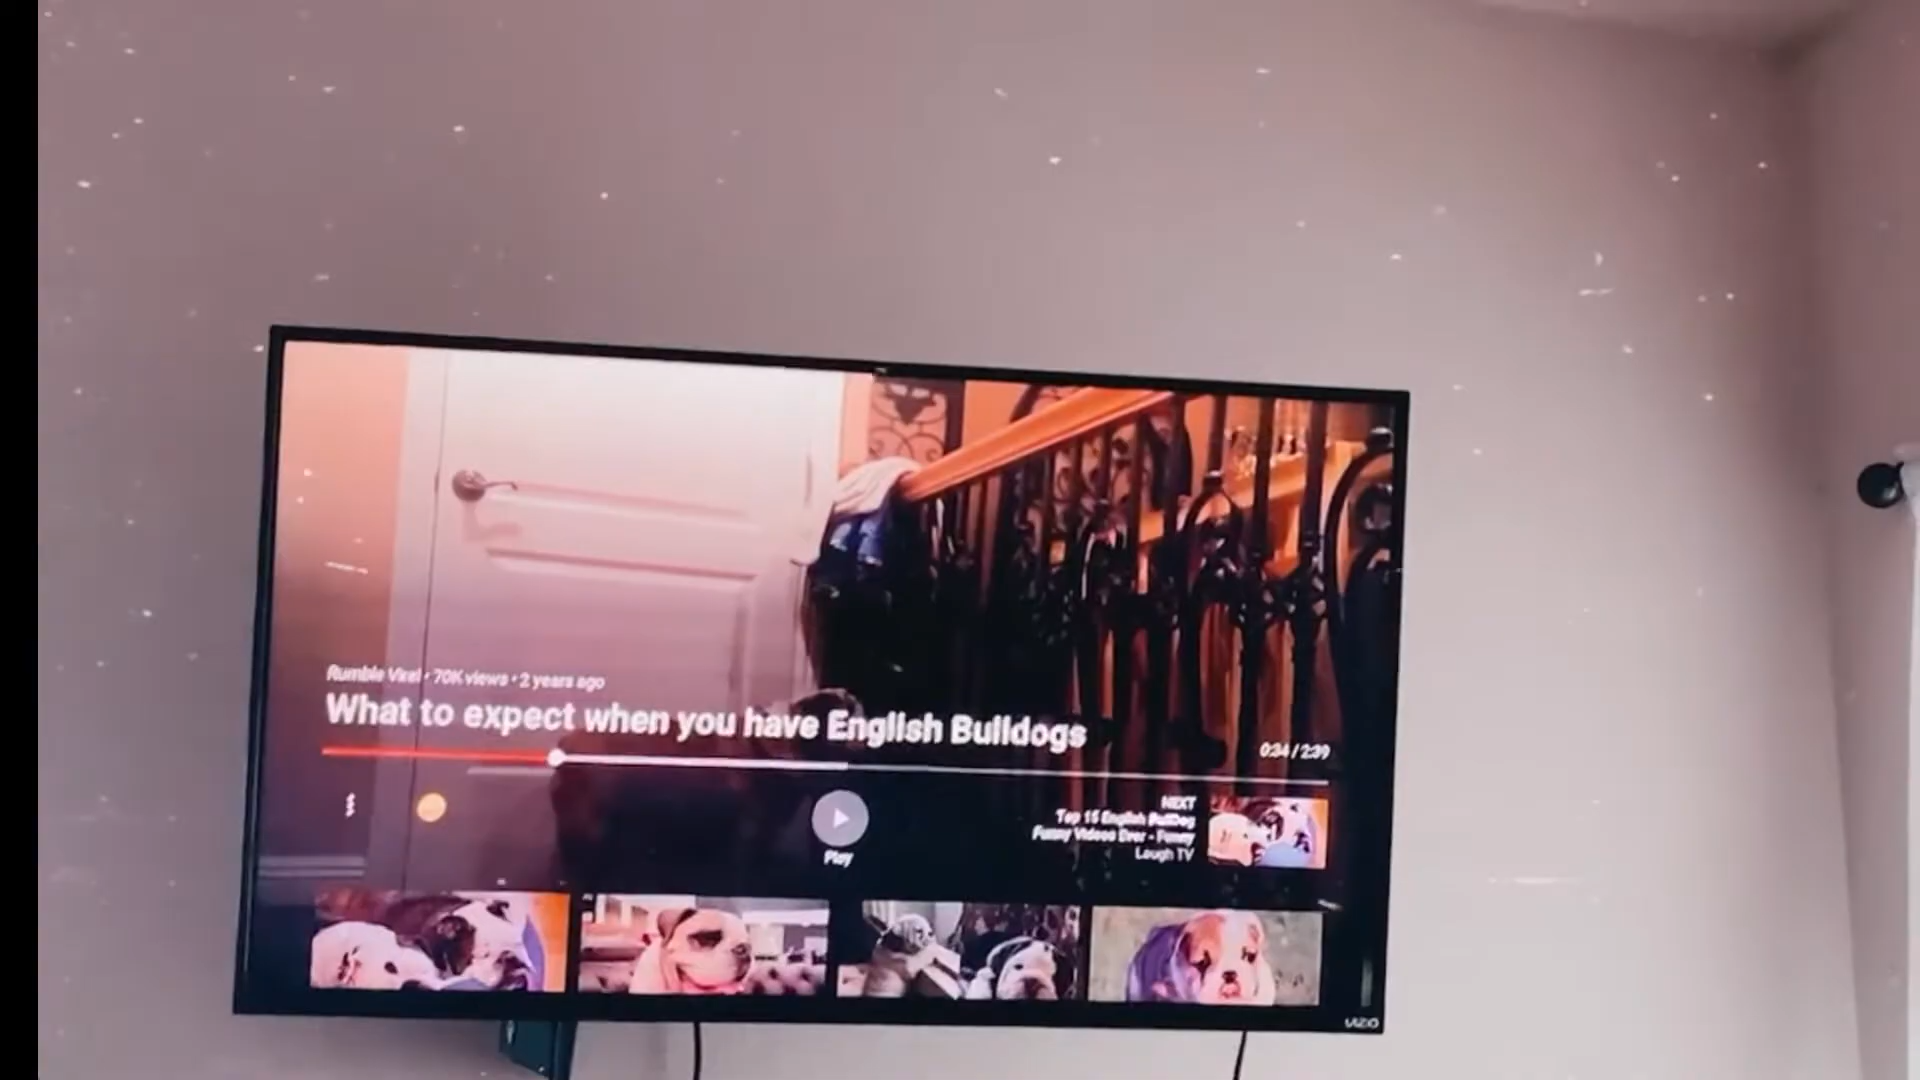 Rumble Viral • 70K views • 2 years ago
What to expect when you have English Bulldogs
0:34 / 2:39
NEXT
Top 15 English BullDog
Funny Videos Ever - Funny
Laugh TV
Play
VIZIO